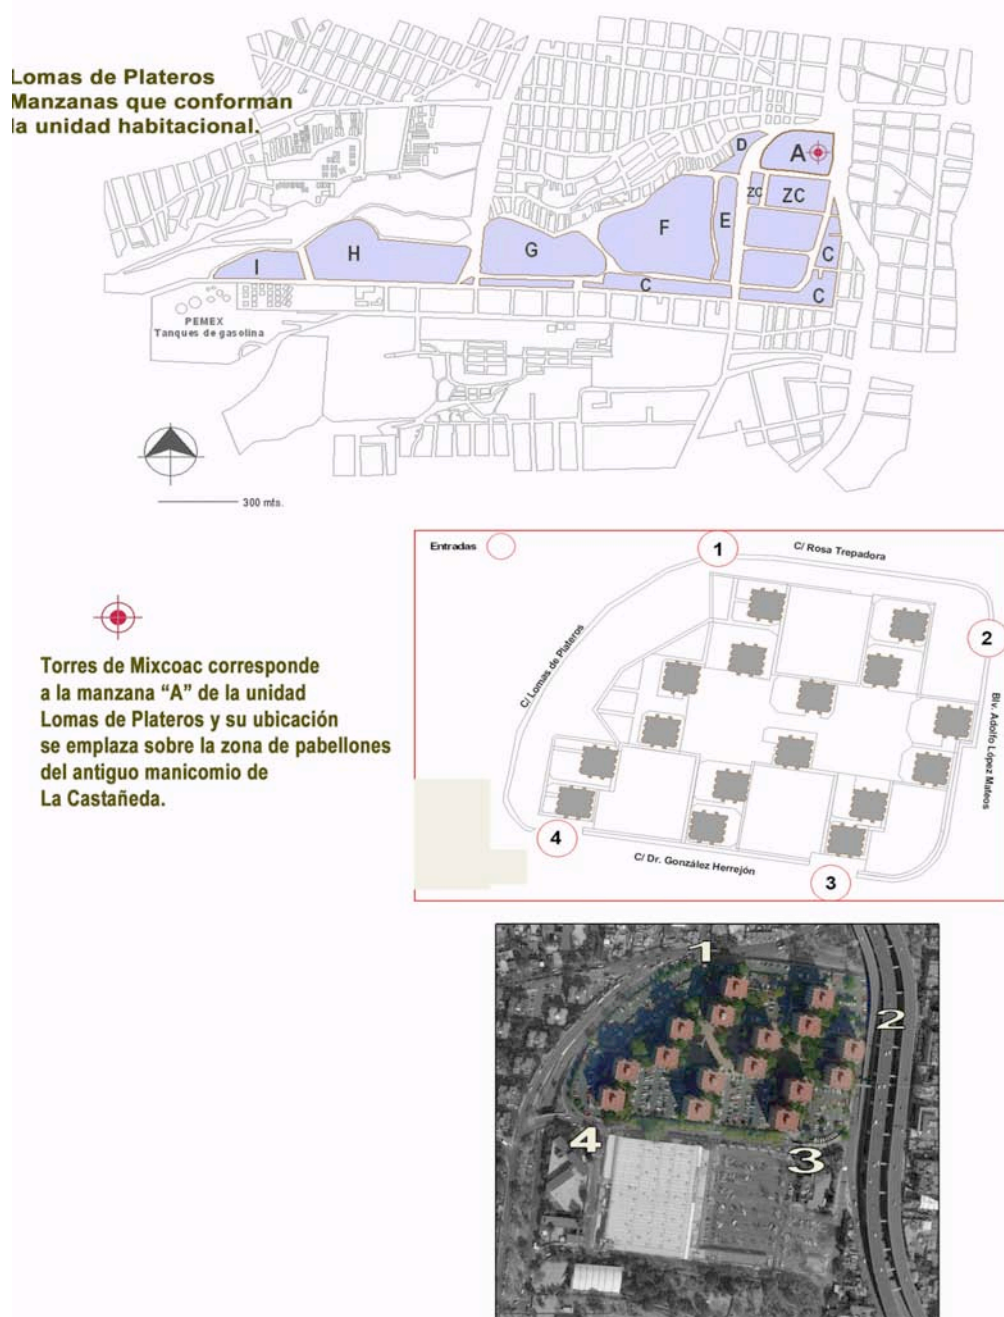 Lomas de Plateros
Manzanas que conforman
la unidad habitacional.
D
A
ZC
ZC
E
F
G
H
I
C
C
C
PEMEX
Tanques de gasolina
300 mts.
Entradas
1
C/ Rosa Trepadora
2
C/ Lomas de Plateros
Blv. Adolfo López Mateos
4
C/ Dr. González Herrejón
3
Torres de Mixcoac corresponde
a la manzana “A” de la unidad
Lomas de Plateros y su ubicación
se emplaza sobre la zona de pabellones
del antiguo manicomio de
La Castañeda.
1
2
4
3